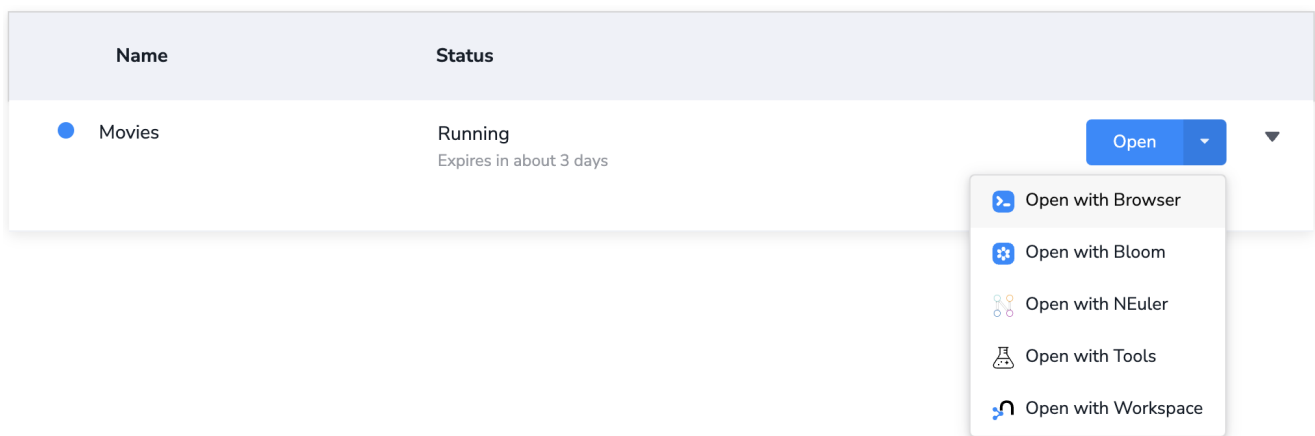 Name Status
Movies Running Open
Expires in about 3 days
Open with Browser
Open with Bloom
Open with NEuler
Open with Tools
Open with Workspace